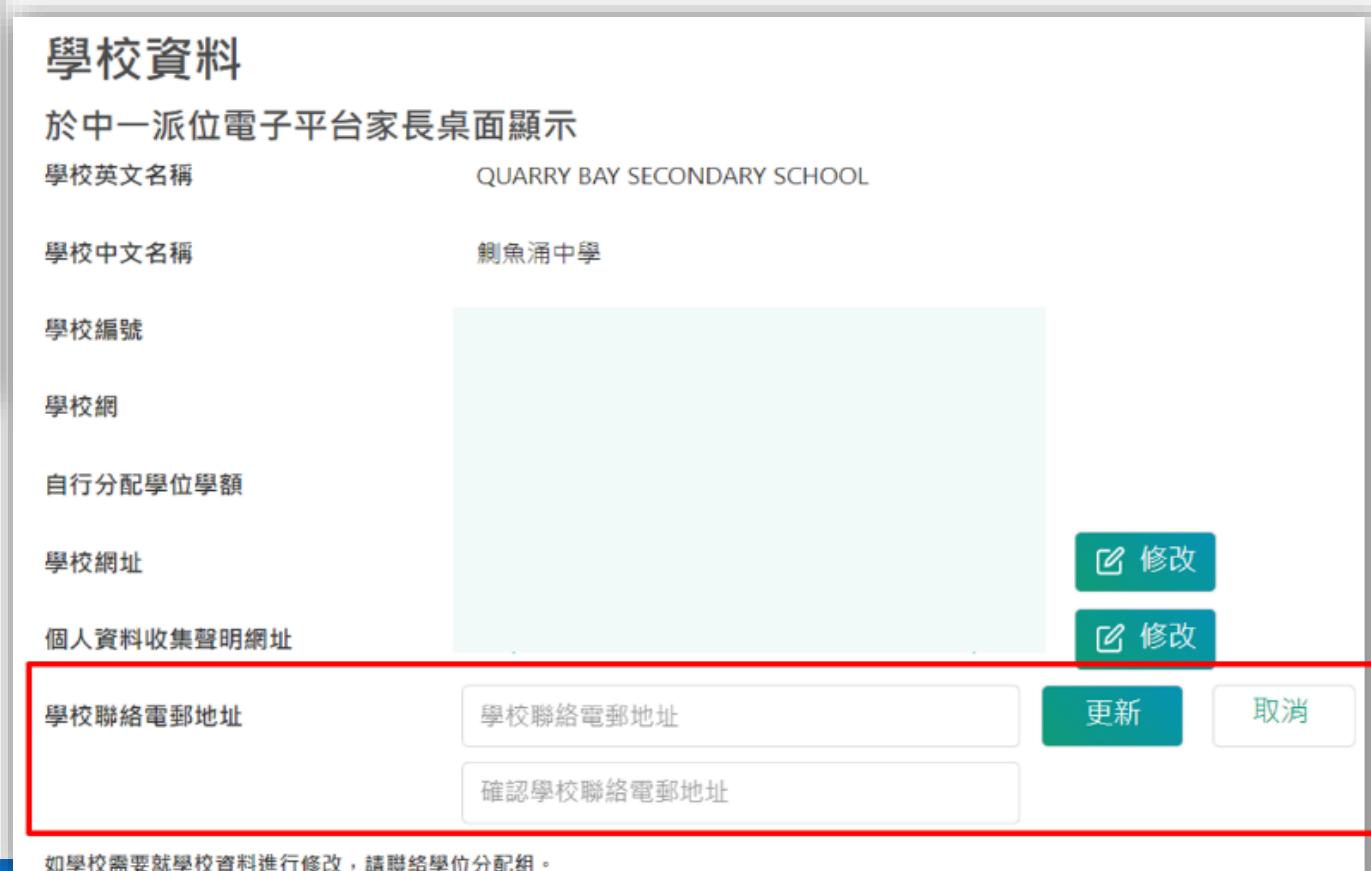 學校資料
於中一派位電子平台家長桌面顯示
學校英文名稱 QUARRY BAY SECONDARY SCHOOL
學校中文名稱 鰂魚涌中學
學校編號
學校網
自行分配學位學額
學校網址 修改
個人資料收集聲明網址 修改
學校聯絡電郵地址 學校聯絡電郵地址 更新 取消
確認學校聯絡電郵地址
如學校需要就學校資料進行修改，請聯絡學位分配組。